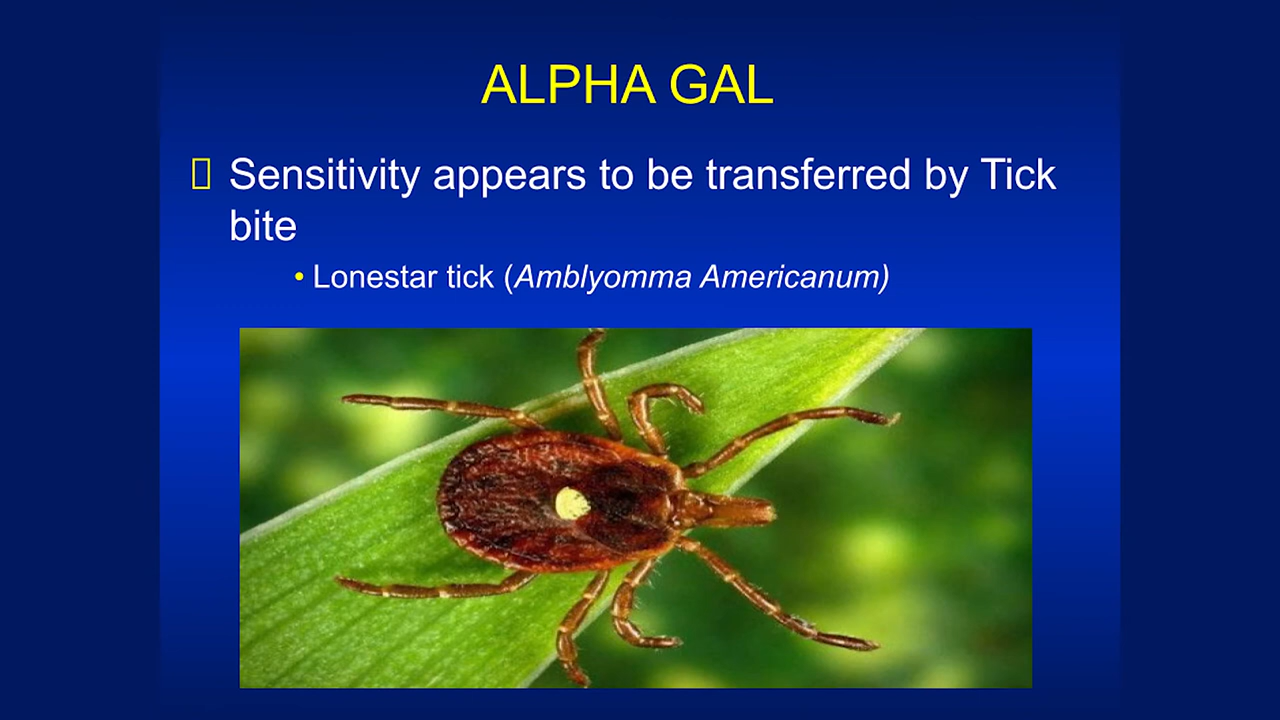 ALPHA GAL
Sensitivity appears to be transferred by Tick
bite
• Lonestar tick (Amblyomma Americanum)